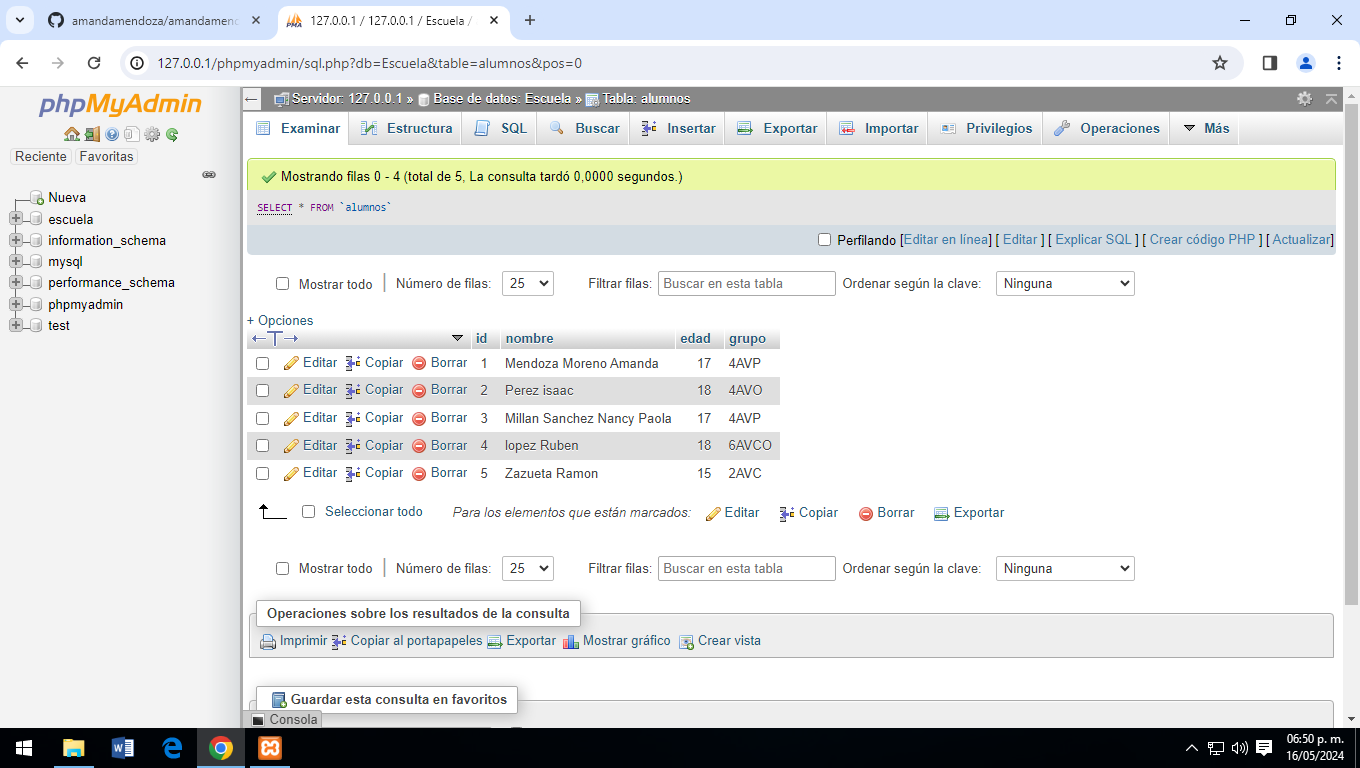 amandamendoza/amandamend
127.0.0.1 / 127.0.0.1 / Escuela /
127.0.0.1/phpmyadmin/sql.php?db=Escuela&table=alumnos&pos=0
phpMyAdmin
Reciente Favoritas
Nueva
escuela
information_schema
mysql
performance_schema
phpmyadmin
test
Servidor: 127.0.0.1 » Base de datos: Escuela » Tabla: alumnos
Examinar Estructura SQL Buscar Insertar Exportar Importar Privilegios Operaciones Más
Mostrando filas 0 - 4 (total de 5, La consulta tardó 0,0000 segundos.)
SELECT * FROM `alumnos`
Perfilando [Editar en línea] [ Editar ] [ Explicar SQL ] [ Crear código PHP ] [ Actualizar]
Mostrar todo Número de filas: 25 Filtrar filas: Buscar en esta tabla Ordenar según la clave: Ninguna
+ Opciones
←T→ id nombre edad grupo
Editar Copiar Borrar 1 Mendoza Moreno Amanda 17 4AVP
Editar Copiar Borrar 2 Perez isaac 18 4AVO
Editar Copiar Borrar 3 Millan Sanchez Nancy Paola 17 4AVP
Editar Copiar Borrar 4 lopez Ruben 18 6AVCO
Editar Copiar Borrar 5 Zazueta Ramon 15 2AVC
Seleccionar todo Para los elementos que están marcados: Editar Copiar Borrar Exportar
Mostrar todo Número de filas: 25 Filtrar filas: Buscar en esta tabla Ordenar según la clave: Ninguna
Operaciones sobre los resultados de la consulta
Imprimir Copiar al portapapeles Exportar Mostrar gráfico Crear vista
Guardar esta consulta en favoritos
Consola
06:50 p. m.
16/05/2024